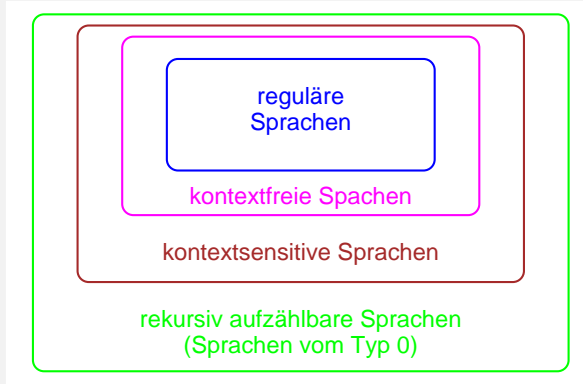 reguläre
Sprachen
kontextfreie Spachen
kontextsensitive Sprachen
rekursiv aufzählbare Sprachen
(Sprachen vom Typ 0)